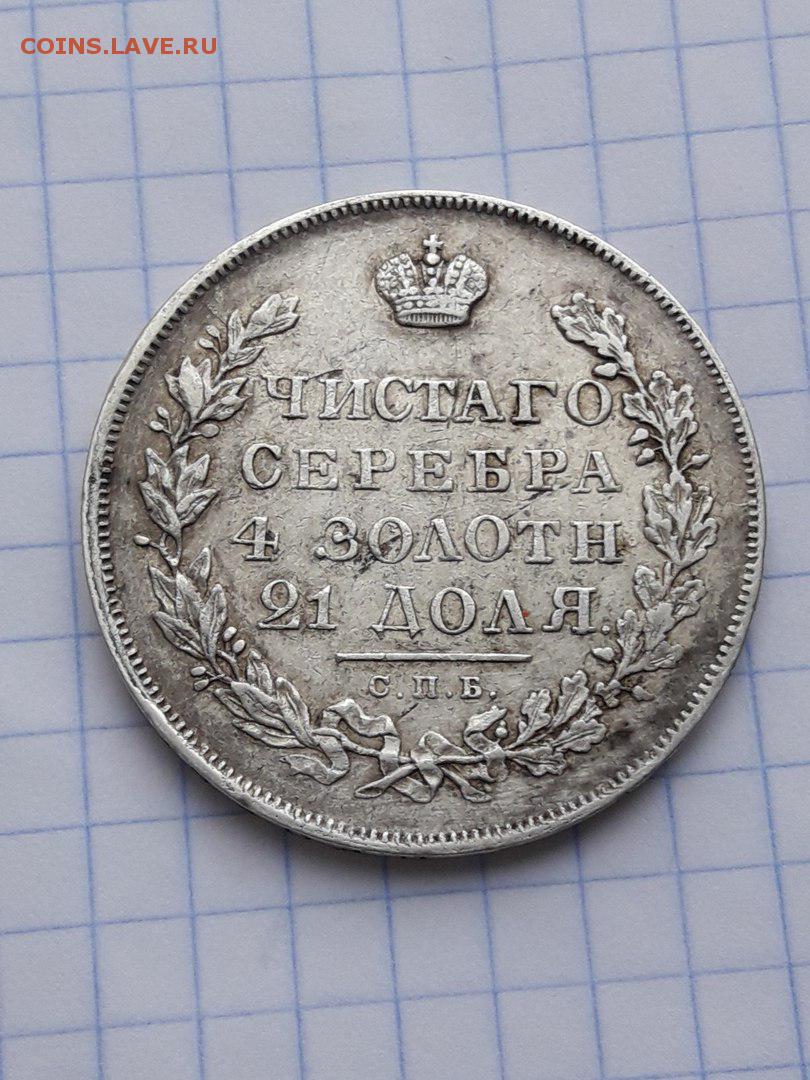 COINS.LAVE.RU
ЧИСТАГО
СЕРЕБРА
4 ЗОЛОТН
21 ДОЛЯ.
С.П.Б.